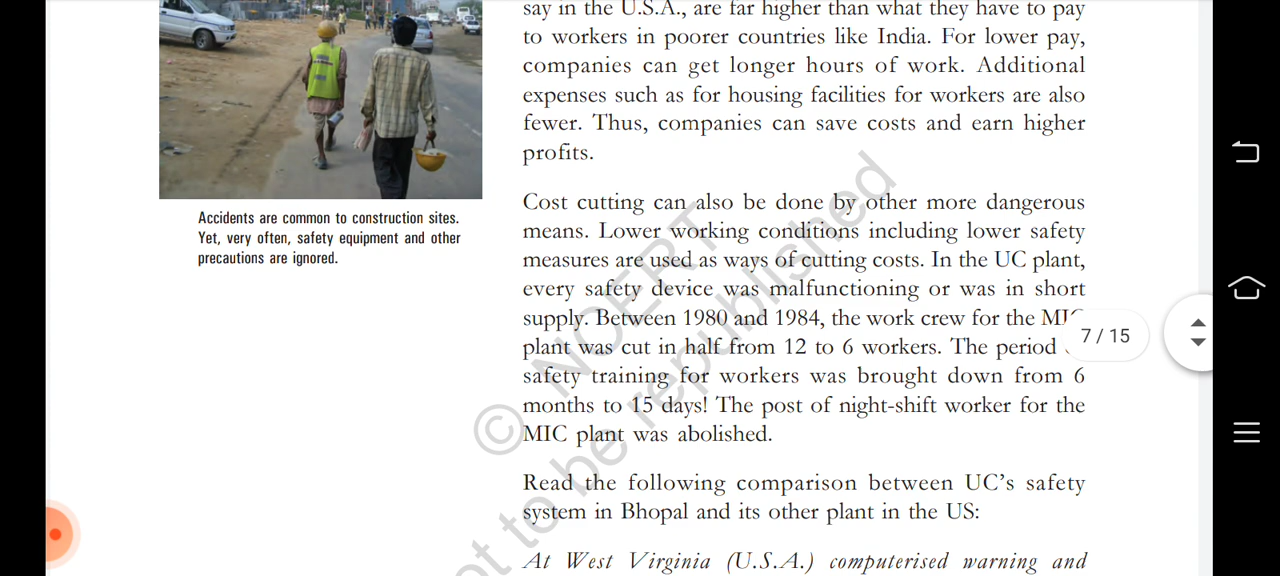 say in the U.S.A., are far higher than what they have to pay
to workers in poorer countries like India. For lower pay,
companies can get longer hours of work. Additional
expenses such as for housing facilities for workers are also
fewer. Thus, companies can save costs and earn higher
profits.
Accidents are common to construction sites.
Yet, very often, safety equipment and other
precautions are ignored.
Cost cutting can also be done by other more dangerous
means. Lower working conditions including lower safety
measures are used as ways of cutting costs. In the UC plant,
every safety device was malfunctioning or was in short
supply. Between 1980 and 1984, the work crew for the MIC
plant was cut in half from 12 to 6 workers. The period
safety training for workers was brought down from 6
months to 15 days! The post of night-shift worker for the
MIC plant was abolished.
Read the following comparison between UC's safety
system in Bhopal and its other plant in the US:
At West Virginia (U.S.A.) computerised warning and
7 / 15
© NCERT
not to be republished